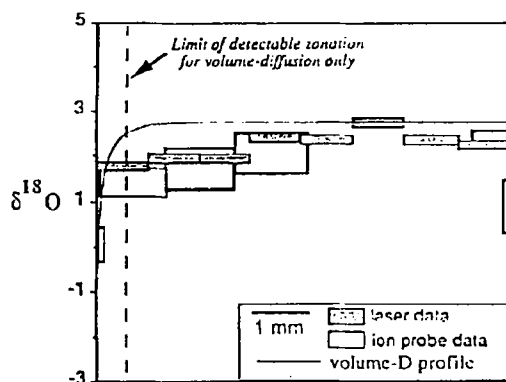 5
Limit of detectable zonation
for volume-diffusion only
3
δ18O
1
-1
-3
1 mm
laser data
ion probe data
volume-D profile